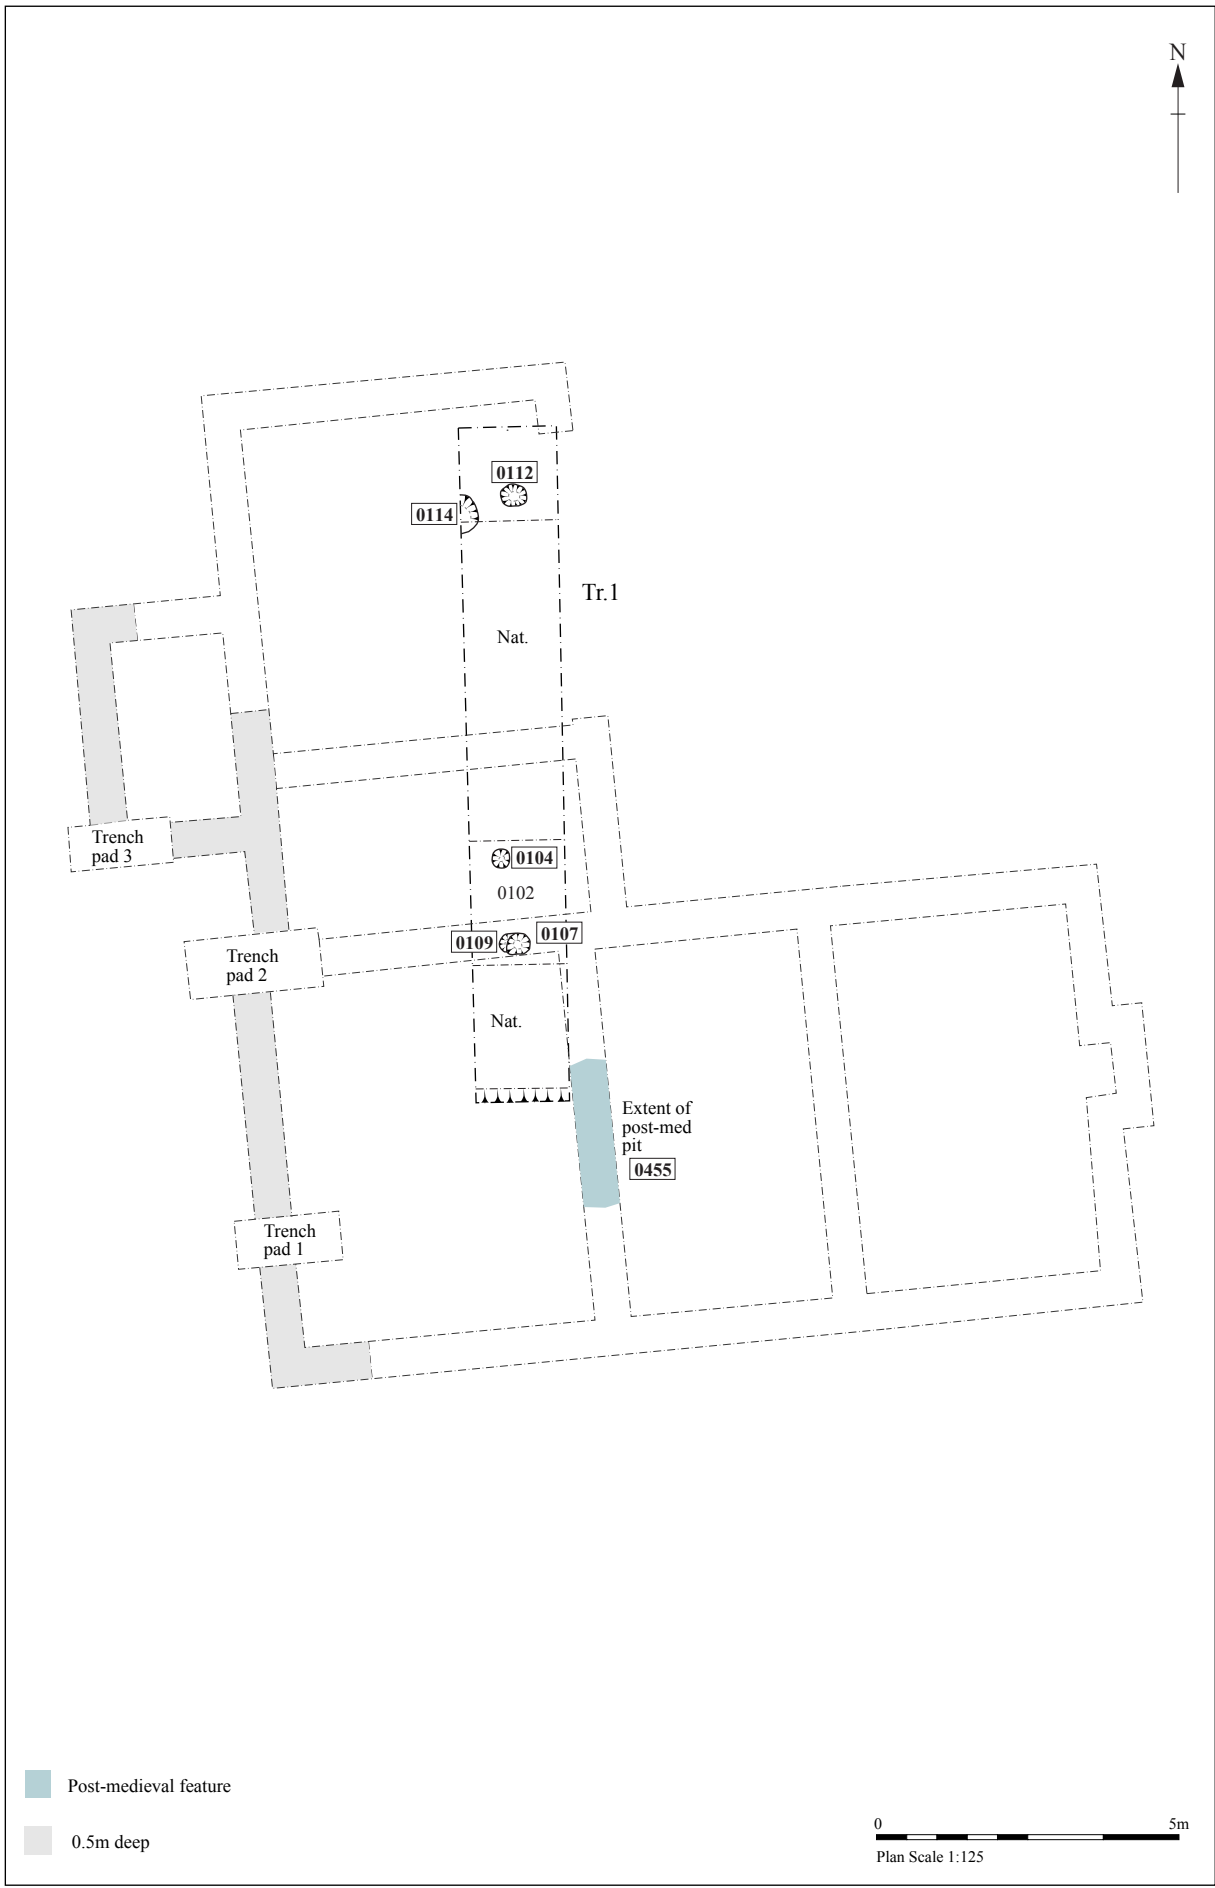 N
0112
0114
Tr.1
Nat.
Trench
pad 3
0104
0102
0107
0109
Trench
pad 2
Nat.
Extent of
post-med
pit
0455
Trench
pad 1
Post-medieval feature
0.5m deep
0 5m
Plan Scale 1:125